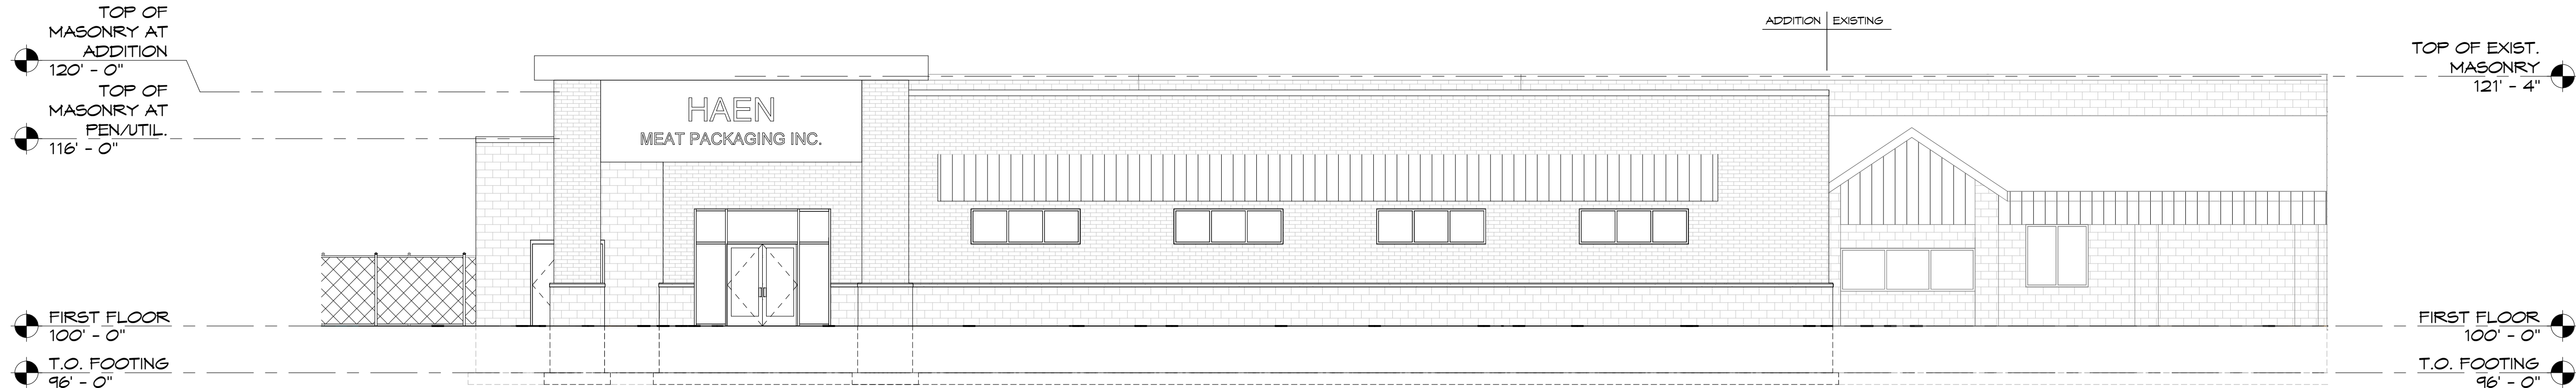 TOP OF
MASONRY AT
ADDITION
120' - 0"
TOP OF
MASONRY AT
PEN/UTIL.
116' - 0"
FIRST FLOOR
100' - 0"
T.O. FOOTING
96' - 0"
HAEN
MEAT PACKAGING INC.
ADDITION EXISTING
TOP OF EXIST.
MASONRY
121' - 4"
FIRST FLOOR
100' - 0"
T.O. FOOTING
96' - 0"